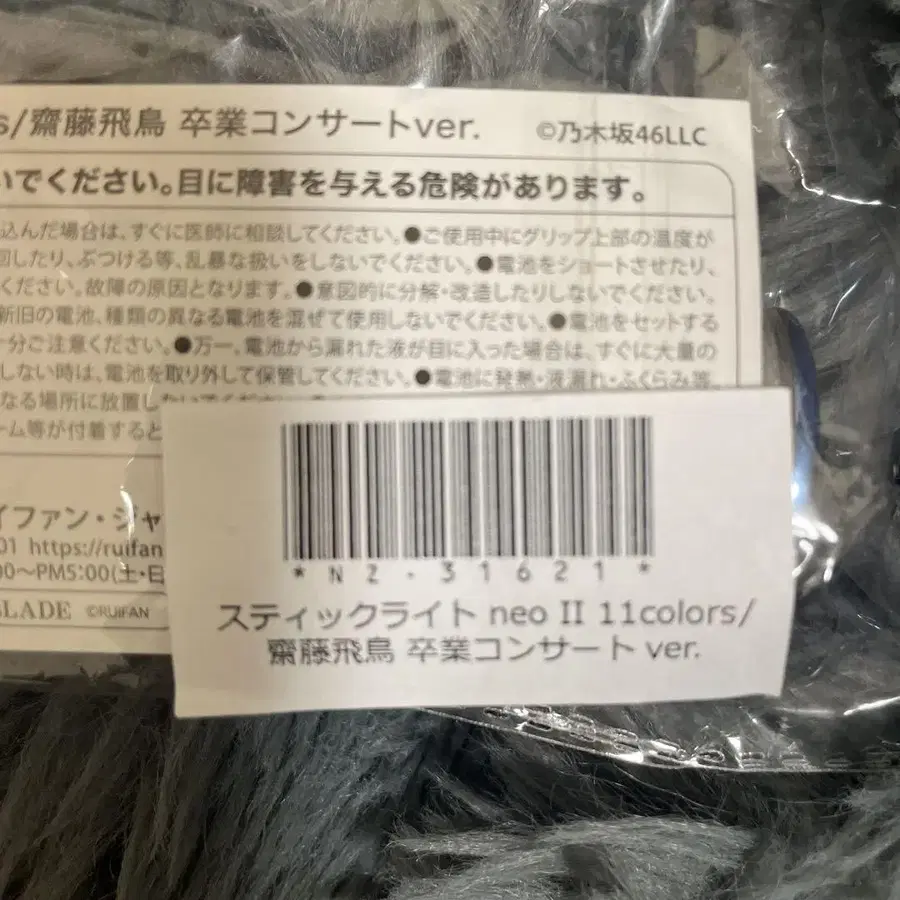 s/齋藤飛鳥 卒業コンサートver. ©乃木坂46LLC
いでください。目に障害を与える危険があります。
込んだ場合は、すぐに医師に相談してください。●ご使用中にグリップ上部の温度が
回したり、ぶつける等、乱暴な扱いをしないでください。●電池をショートさせたり、
ください。故障の原因となります。●意図的に分解・改造したりしないでください。
新旧の電池、種類の異なる電池を混ぜて使用しないでください。●電池をセットする
十分ご注意ください。●万一、電池から漏れた液が目に入った場合は、すぐに大量の
しない時は、電池を取り外して保管してください。●電池に発熱・液漏れ・ふくらみ等、
なる場所に放置しないでください。
ーム等が付着すると
イファン・ジャ
01 https://ruifan
00〜PM5:00(土・日
BLADE ©RUIFAN
*NZ-31621*
スティックライト neo II 11colors/
齋藤飛鳥 卒業コンサート ver.